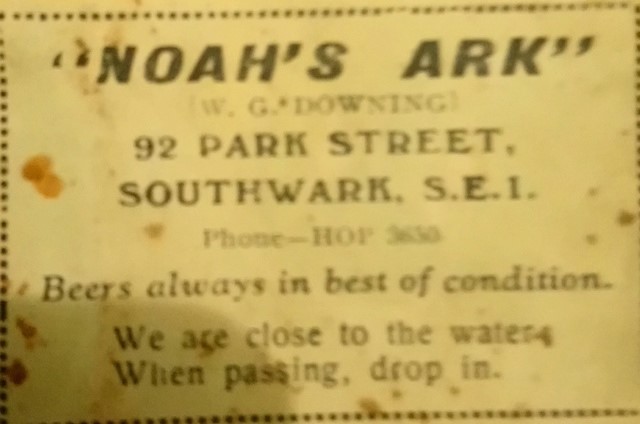 "NOAH'S ARK"
[W. G. DOWNING]
92 PARK STREET,
SOUTHWARK, S.E.1.
Phone—HOP
Beers always in best of condition.
We are close to the water
When passing, drop in.